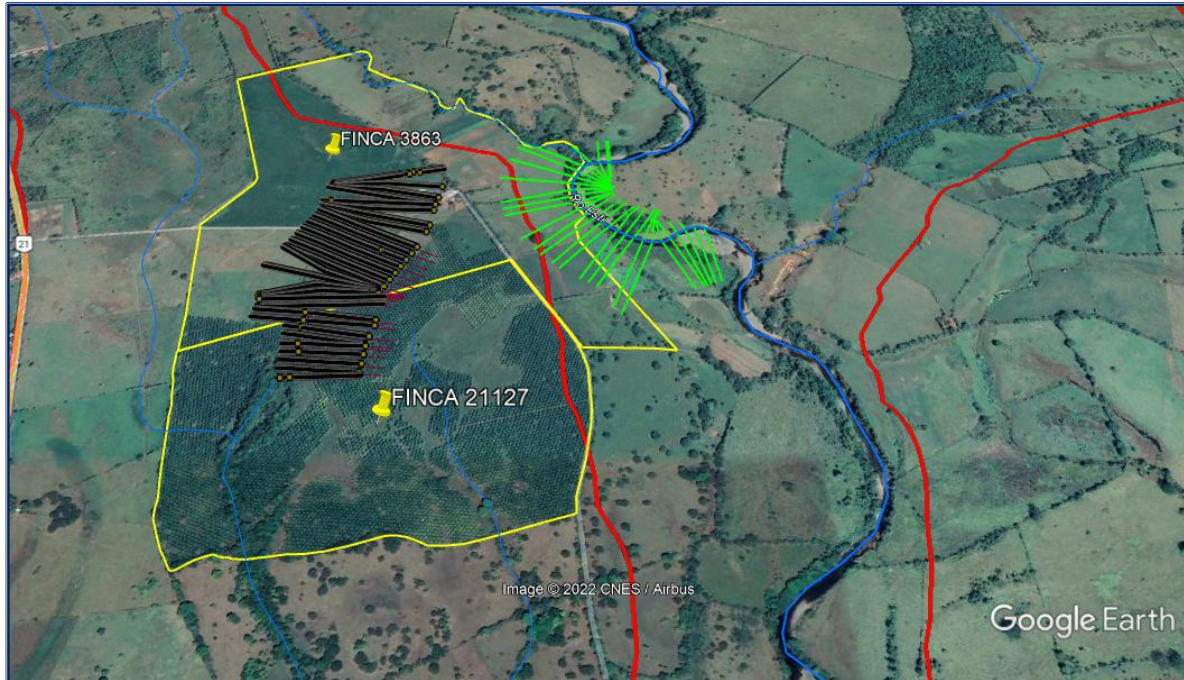 FINCA 3863
21
FINCA 21127
Image © 2022 CNES / Airbus
Google Earth